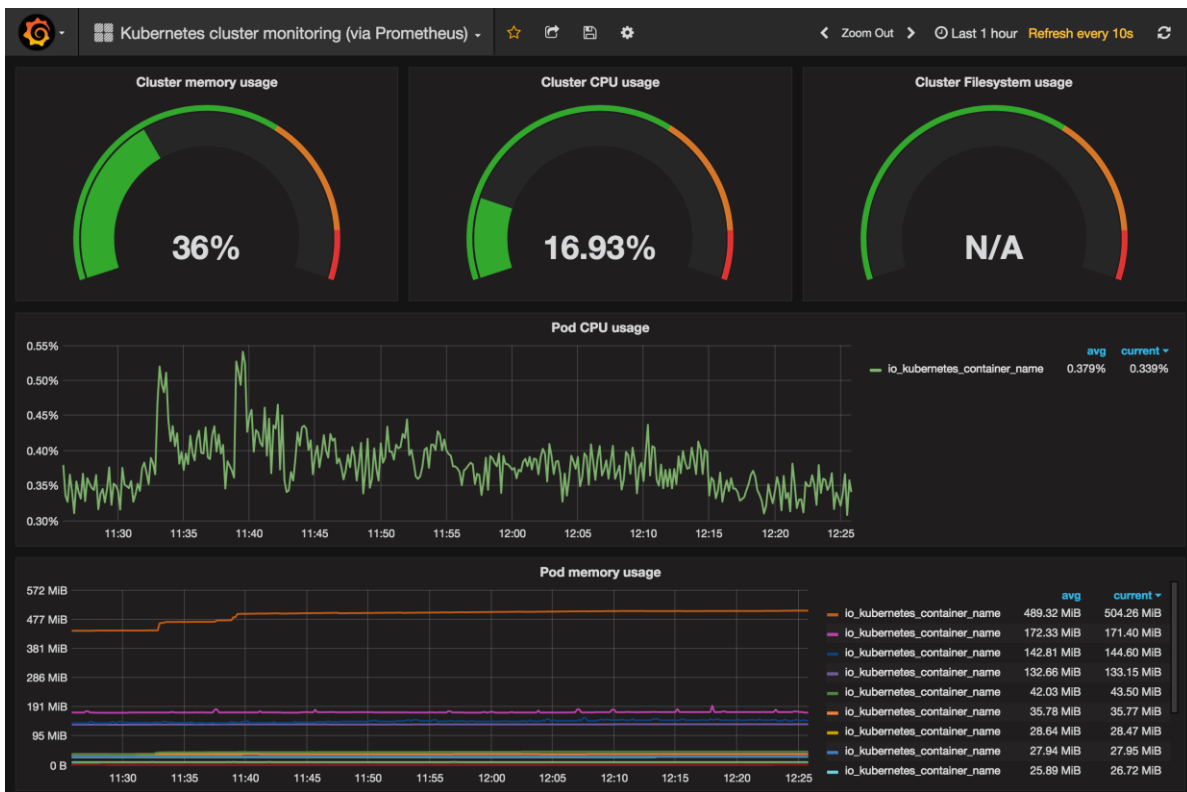 Kubernetes cluster monitoring (via Prometheus)
Zoom Out Last 1 hour Refresh every 10s
Cluster memory usage
36%
Cluster CPU usage
16.93%
Cluster Filesystem usage
N/A
Pod CPU usage
0.55%
0.50%
0.45%
0.40%
0.35%
0.30%
11:30 11:35 11:40 11:45 11:50 11:55 12:00 12:05 12:10 12:15 12:20 12:25
avg current
io_kubernetes_container_name 0.379% 0.339%
Pod memory usage
572 MiB
477 MiB
381 MiB
286 MiB
191 MiB
95 MiB
0 B
11:30 11:35 11:40 11:45 11:50 11:55 12:00 12:05 12:10 12:15 12:20 12:25
avg current
io_kubernetes_container_name 489.32 MiB 504.26 MiB
io_kubernetes_container_name 172.33 MiB 171.40 MiB
io_kubernetes_container_name 142.81 MiB 144.60 MiB
io_kubernetes_container_name 132.66 MiB 133.15 MiB
io_kubernetes_container_name 42.03 MiB 43.50 MiB
io_kubernetes_container_name 35.78 MiB 35.77 MiB
io_kubernetes_container_name 28.64 MiB 28.47 MiB
io_kubernetes_container_name 27.94 MiB 27.95 MiB
io_kubernetes_container_name 25.89 MiB 26.72 MiB